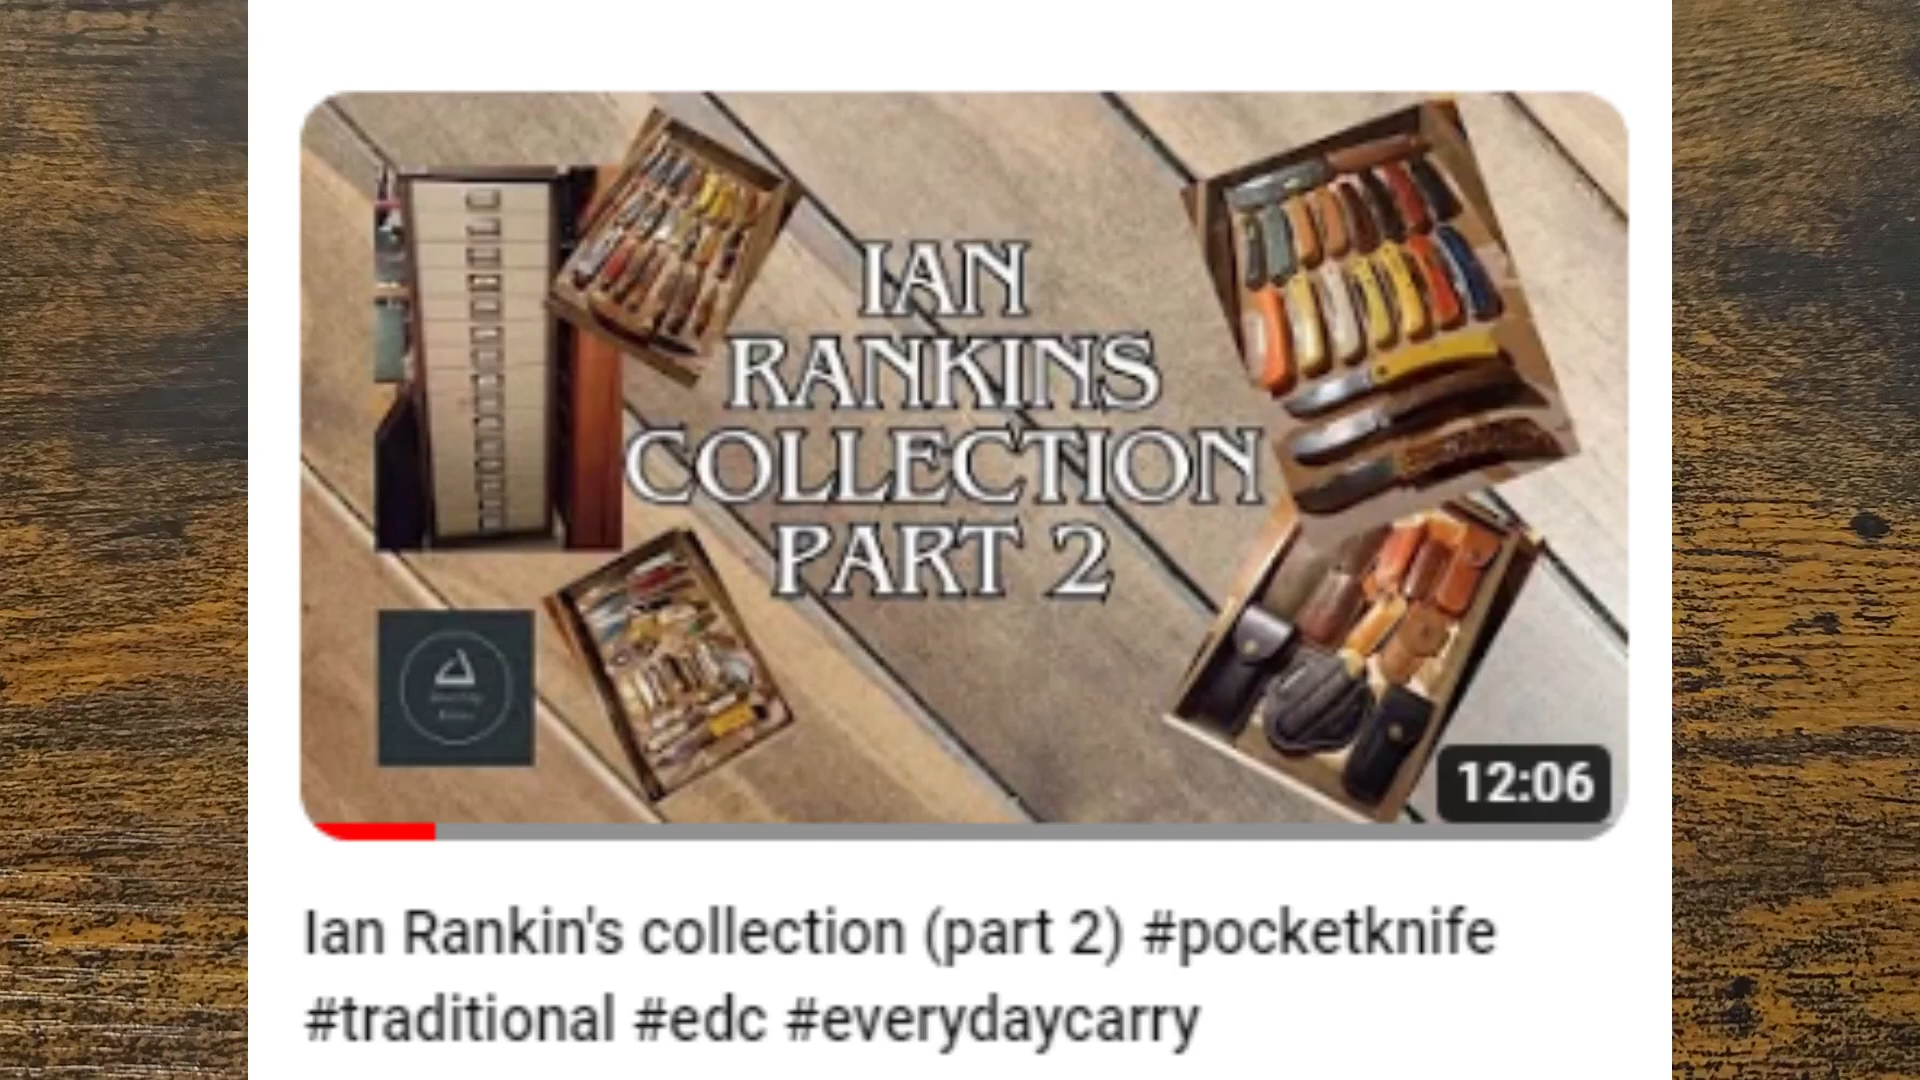 IAN
RANKINS
COLLECTION
PART 2
12:06
Ian Rankin's collection (part 2) #pocketknife
#traditional #edc #everydaycarry